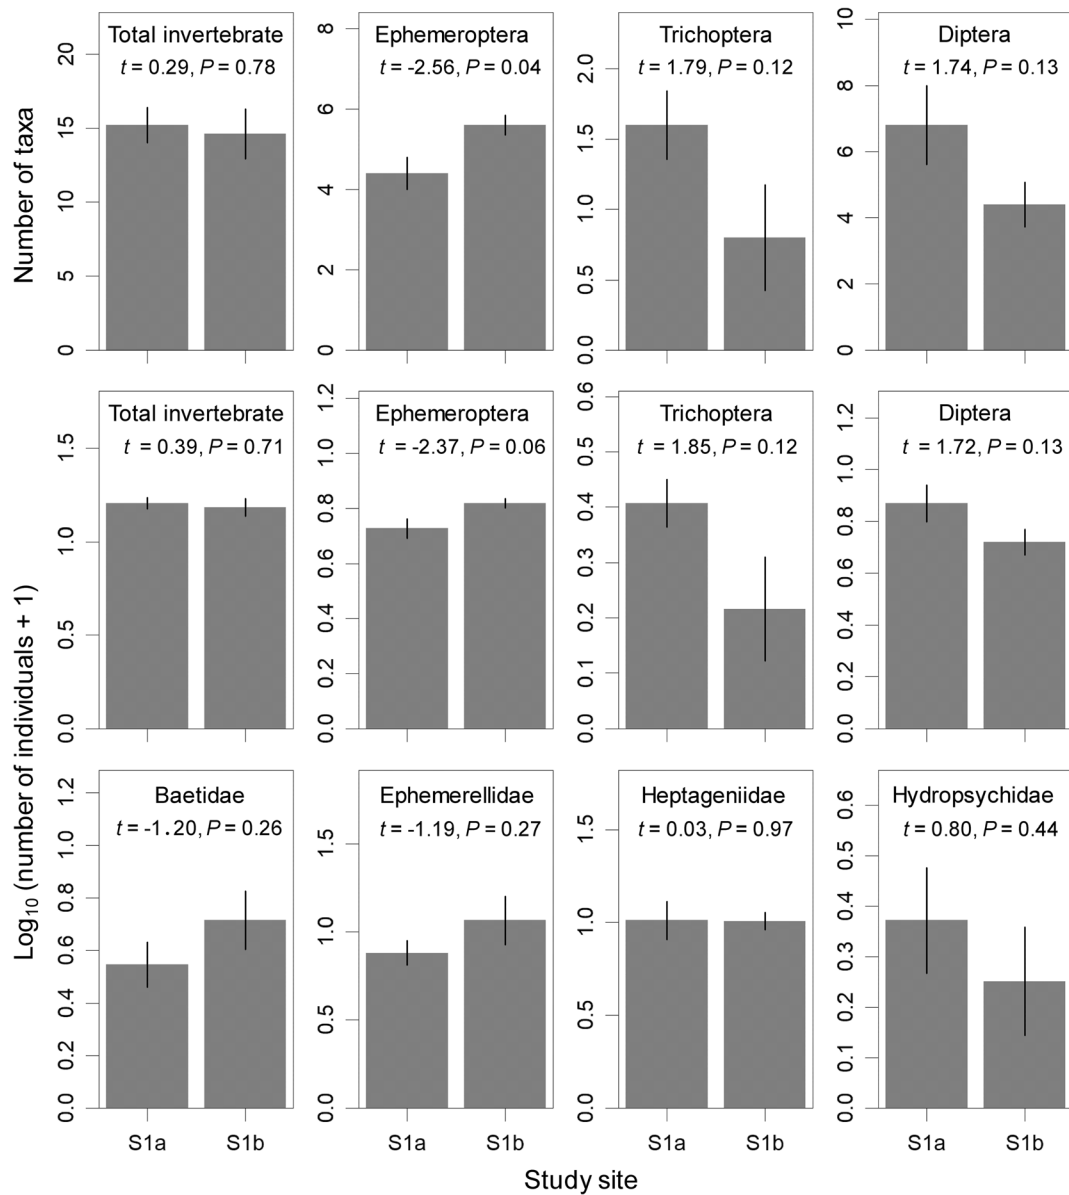 Number of taxa
Total invertebrate
t = 0.29, P = 0.78
20
15
10
5
0
Ephemeroptera
t = -2.56, P = 0.04
8
6
4
2
0
Trichoptera
t = 1.79, P = 0.12
2.0
1.5
1.0
0.5
0.0
Diptera
t = 1.74, P = 0.13
10
8
6
4
2
0
Log10 (number of individuals + 1)
Total invertebrate
t = 0.39, P = 0.71
1.5
1.0
0.5
0.0
Ephemeroptera
t = -2.37, P = 0.06
1.2
1.0
0.8
0.6
0.4
0.2
0.0
Trichoptera
t = 1.85, P = 0.12
0.6
0.5
0.4
0.3
0.2
0.1
0.0
Diptera
t = 1.72, P = 0.13
1.2
1.0
0.8
0.6
0.4
0.2
0.0
Baetidae
t = -1.20, P = 0.26
1.2
1.0
0.8
0.6
0.4
0.2
0.0
S1a S1b
Ephemerellidae
t = -1.19, P = 0.27
1.5
1.0
0.5
0.0
S1a S1b
Heptageniidae
t = 0.03, P = 0.97
1.5
1.0
0.5
0.0
S1a S1b
Hydropsychidae
t = 0.80, P = 0.44
0.6
0.5
0.4
0.3
0.2
0.1
0.0
S1a S1b
Study site